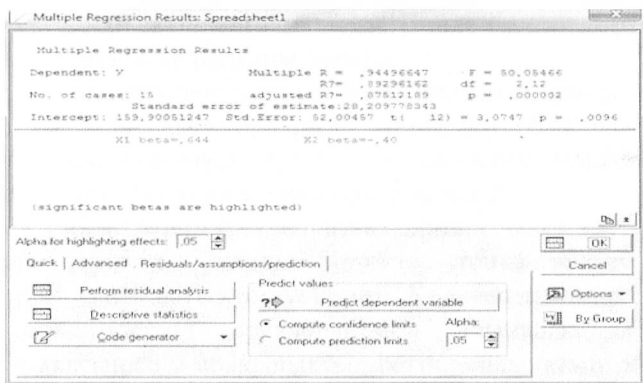 Multiple Regression Results: Spreadsheet1
Multiple Regression Results
Dependent: Y Multiple R = ,94496647 F = 50,05466
R?= ,89296162 df = 2,12
No. of cases: 15 adjusted R?= ,87512189 p = ,000002
Standard error of estimate:28,209778343
Intercept: 159,90051247 Std.Error: 52,00457 t( 12) = 3,0747 p = ,0096
X1 beta=,644 X2 beta=-,40
(significant betas are highlighted)
Alpha for highlighting effects: ,05
OK
Quick Advanced Residuals/assumptions/prediction
Cancel
Perform residual analysis
Predict values
Predict dependent variable
Options
Descriptive statistics
Compute confidence limits Alpha:
By Group
Code generator
Compute prediction limits ,05